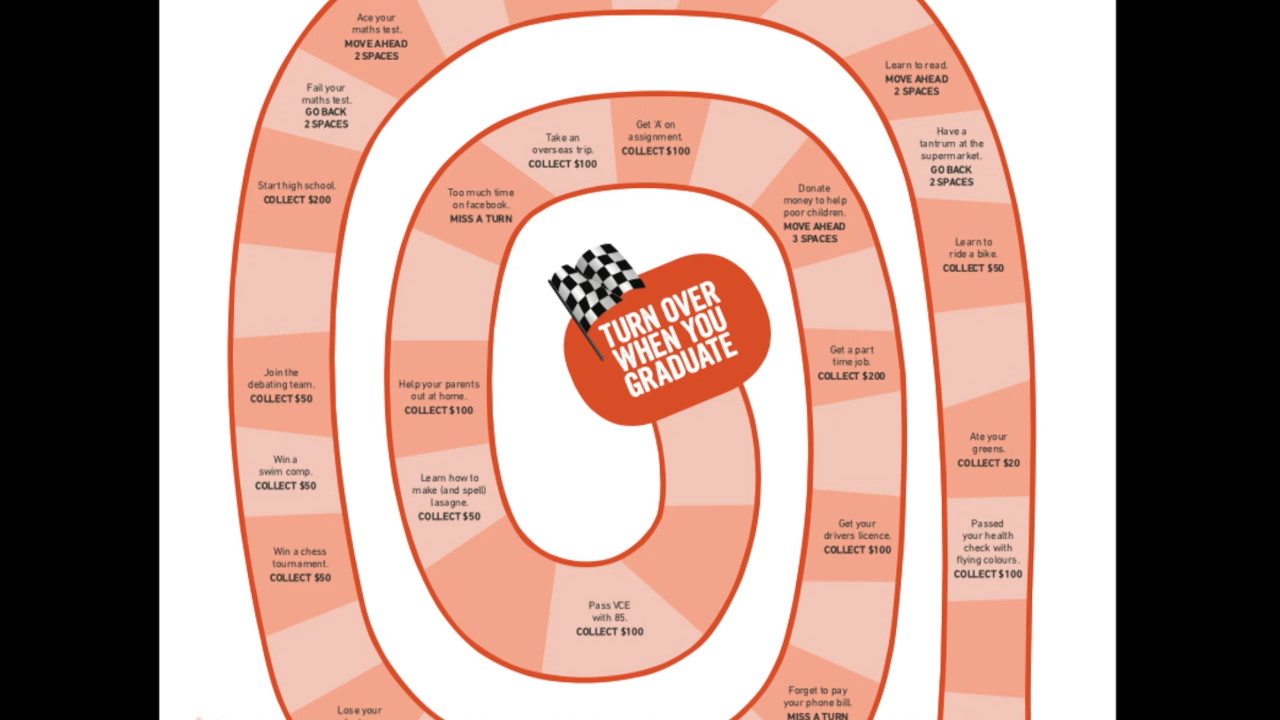 Ace your
maths test.
MOVE AHEAD
2 SPACES
Fail your
maths test.
GO BACK
2 SPACES
Start high school.
COLLECT $200
Join the
debating team.
COLLECT $50
Win a
swim comp.
COLLECT $50
Win a chess
tournament.
COLLECT $50
Lose your
Too much time
on facebook.
MISS A TURN
Take an
overseas trip.
COLLECT $100
Get 'A' on
assignment.
COLLECT $100
Donate
money to help
poor children.
MOVE AHEAD
3 SPACES
Get a part
time job.
COLLECT $200
Get your
drivers licence.
COLLECT $100
Forget to pay
your phone bill.
MISS A TURN
Help your parents
out at home.
COLLECT $100
Learn how to
make (and spell)
lasagne.
COLLECT $50
Pass VCE
with 85.
COLLECT $100
TURN OVER
WHEN YOU
GRADUATE
Learn to read.
MOVE AHEAD
2 SPACES
Have a
tantrum at the
supermarket.
GO BACK
2 SPACES
Learn to
ride a bike.
COLLECT $50
Ate your
greens.
COLLECT $20
Passed
your health
check with
flying colours.
COLLECT $100